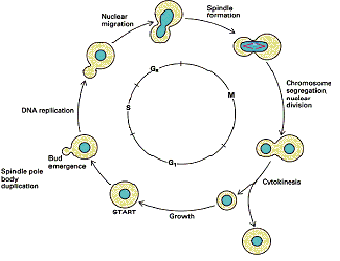 Nuclear
migration
Spindle
formation
Chromosome
segregation,
nuclear
division
Cytokinesis
Growth
START
Spindle pole
body
duplication
Bud
emergence
DNA replication
G₂
M
G₁
S